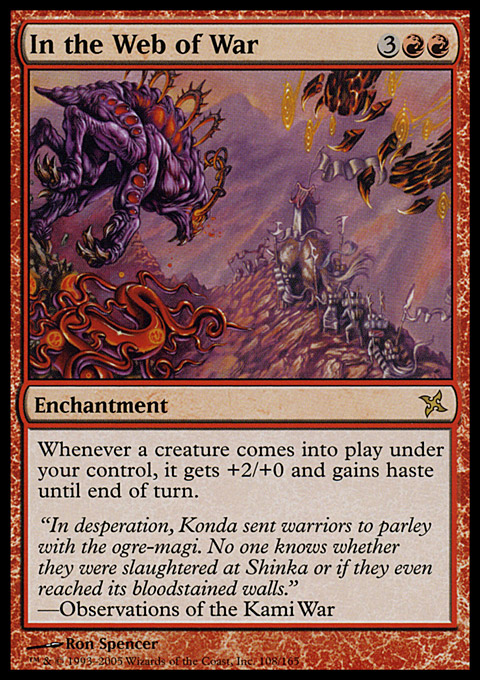 In the Web of War 3
Enchantment
Whenever a creature comes into play under
your control, it gets +2/+0 and gains haste
until end of turn.
“In desperation, Konda sent warriors to parley
with the ogre-magi. No one knows whether
they were slaughtered at Shinka or if they even
reached its bloodstained walls.”
—Observations of the Kami War
Ron Spencer
™ & © 1993-2005 Wizards of the Coast, Inc. 108/165